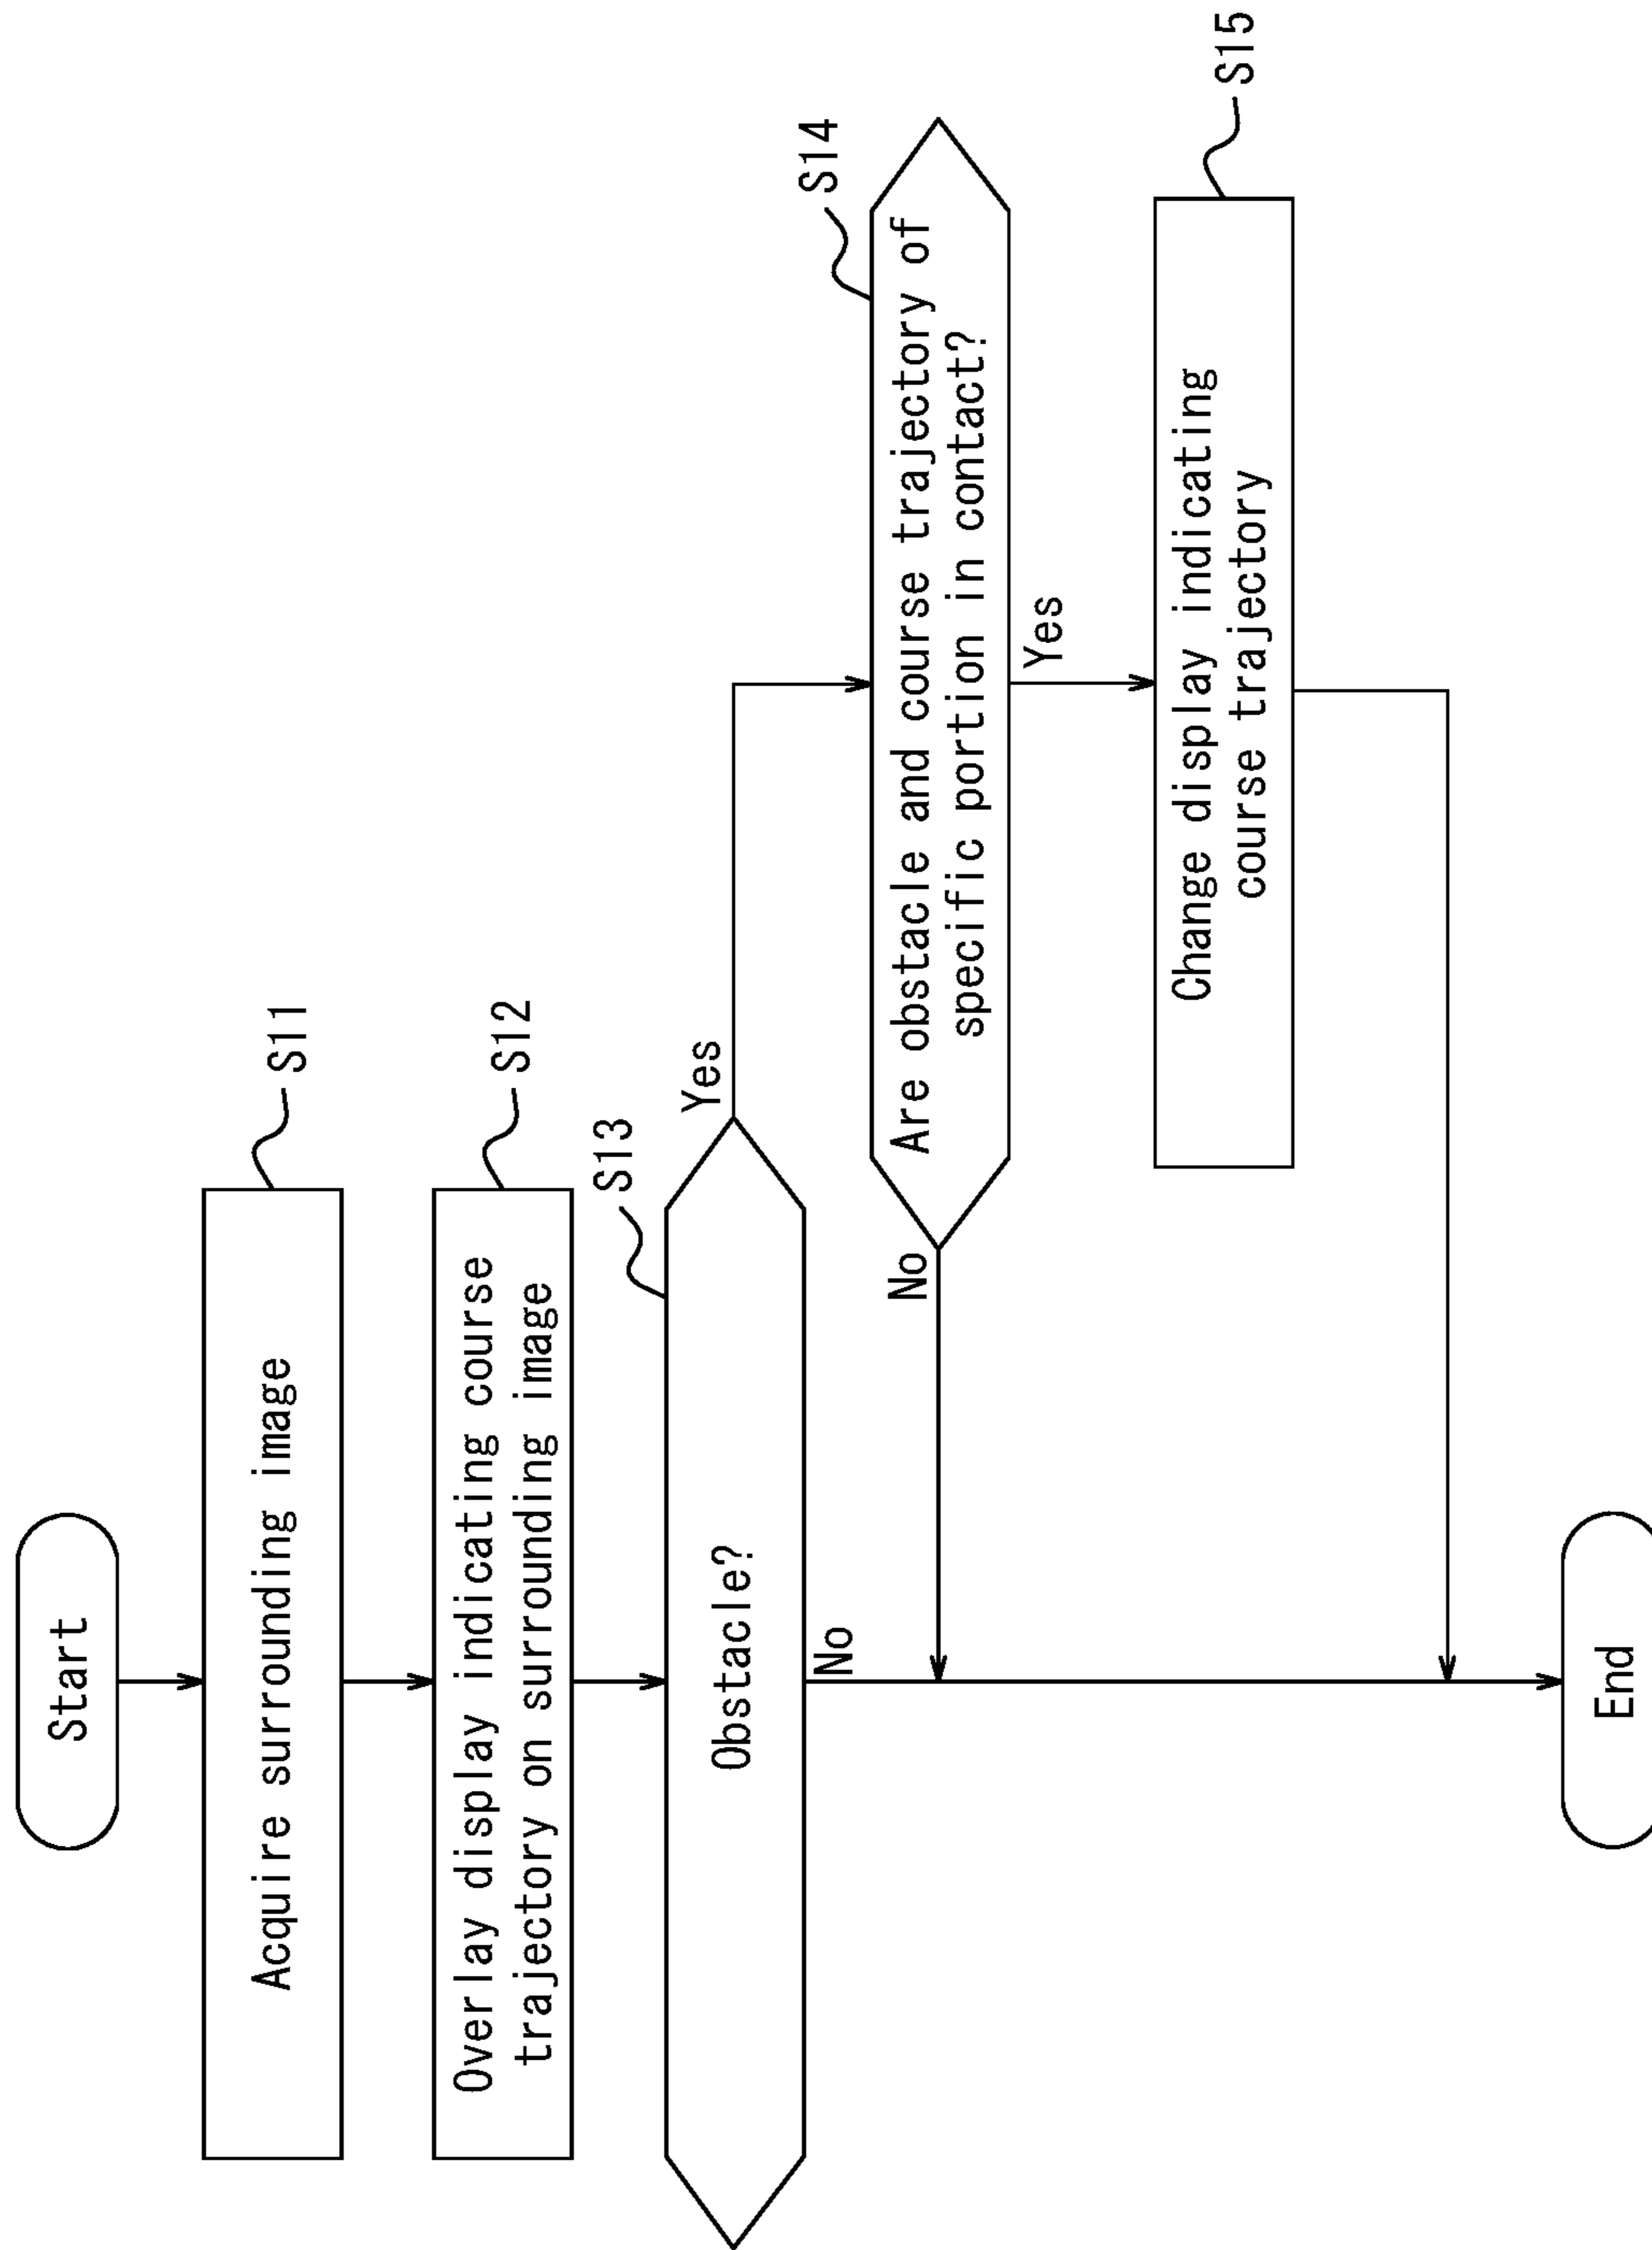 Start
Acquire surrounding image
S11
Overlay display indicating course
trajectory on surrounding image
S12
Obstacle?
S13
Yes
No
Are obstacle and course trajectory of
specific portion in contact?
S14
No
Yes
Change display indicating
course trajectory
S15
End